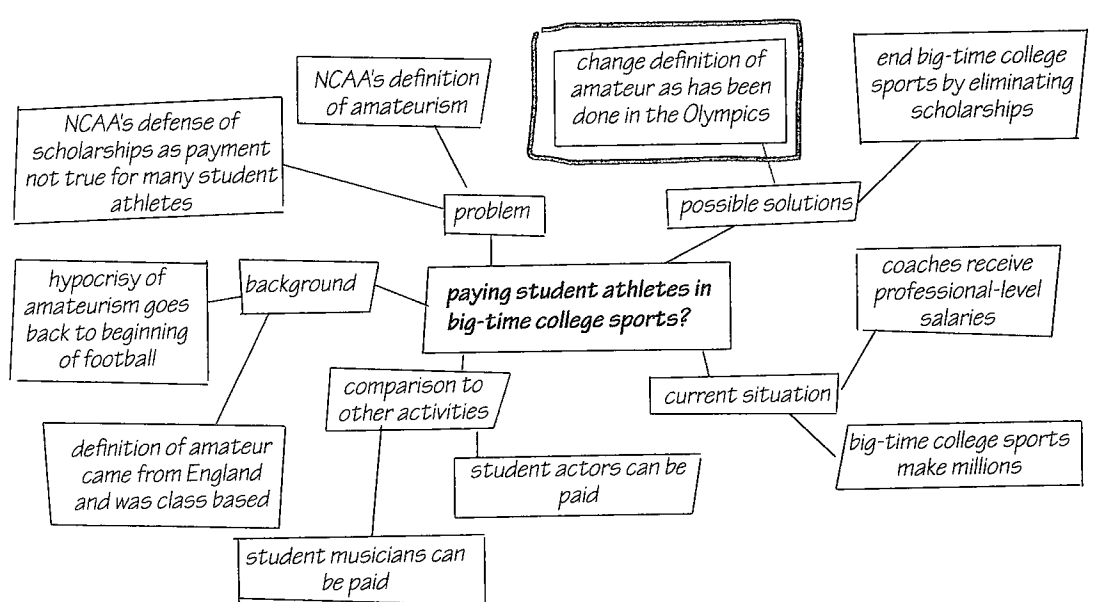 NCAA's definition
of amateurism
change definition of
amateur as has been
done in the Olympics
end big-time college
sports by eliminating
scholarships
NCAA's defense of
scholarships as payment
not true for many student
athletes
problem
possible solutions
hypocrisy of
amateurism goes
back to beginning
of football
background
paying student athletes in
big-time college sports?
coaches receive
professional-level
salaries
comparison to
other activities
current situation
definition of amateur
came from England
and was class based
student actors can be
paid
big-time college sports
make millions
student musicians can
be paid